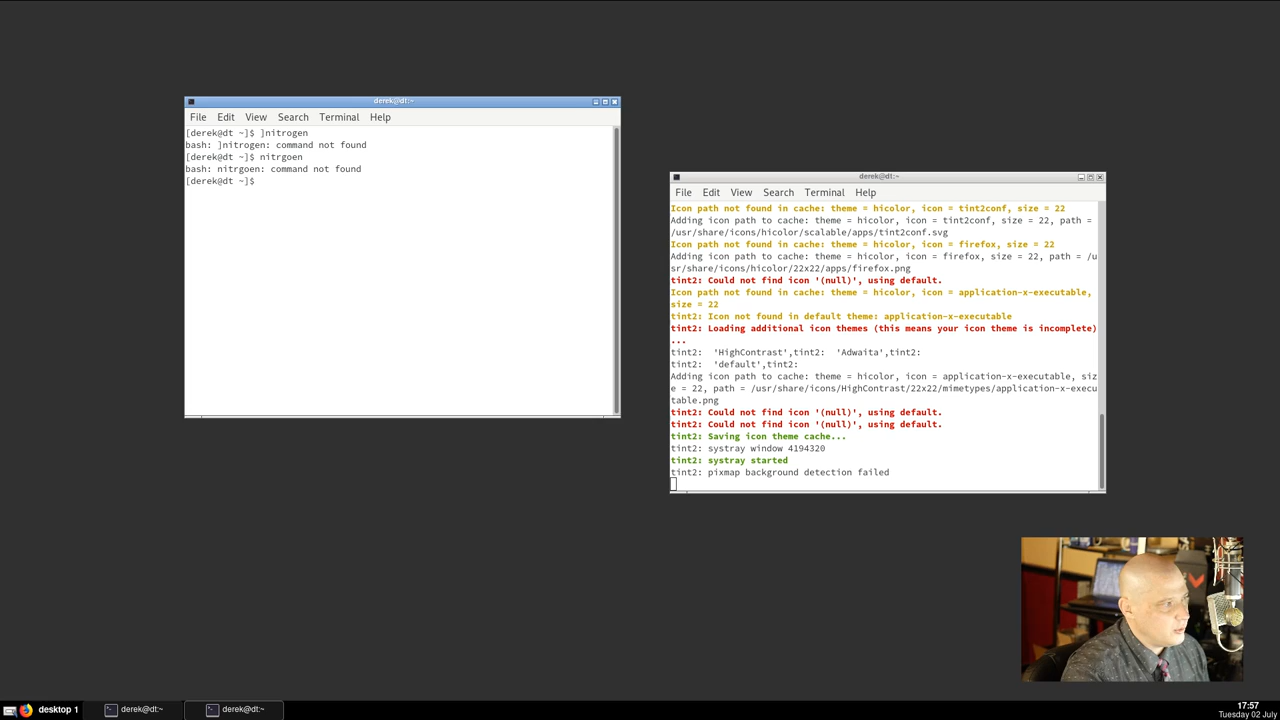 derek@dt:~
File Edit View Search Terminal Help
[derek@dt ~]$ ]nitrogen
bash: ]nitrogen: command not found
[derek@dt ~]$ nitrgoen
bash: nitrgoen: command not found
[derek@dt ~]$
derek@dt:~
File Edit View Search Terminal Help
Icon path not found in cache: theme = hicolor, icon = tint2conf, size = 22
Adding icon path to cache: theme = hicolor, icon = tint2conf, size = 22, path =
/usr/share/icons/hicolor/scalable/apps/tint2conf.svg
Icon path not found in cache: theme = hicolor, icon = firefox, size = 22
Adding icon path to cache: theme = hicolor, icon = firefox, size = 22, path = /u
sr/share/icons/hicolor/22x22/apps/firefox.png
tint2: Could not find icon '(null)', using default.
Icon path not found in cache: theme = hicolor, icon = application-x-executable,
size = 22
tint2: Icon not found in default theme: application-x-executable
tint2: Loading additional icon themes (this means your icon theme is incomplete)
...
tint2:  'HighContrast',tint2:  'Adwaita',tint2:
tint2:  'default',tint2:
Adding icon path to cache: theme = hicolor, icon = application-x-executable, siz
e = 22, path = /usr/share/icons/HighContrast/22x22/mimetypes/application-x-execu
table.png
tint2: Could not find icon '(null)', using default.
tint2: Could not find icon '(null)', using default.
tint2: Saving icon theme cache...
tint2: systray window 4194320
tint2: systray started
tint2: pixmap background detection failed
desktop 1
derek@dt:~
derek@dt:~
17:57
Tuesday 02 July